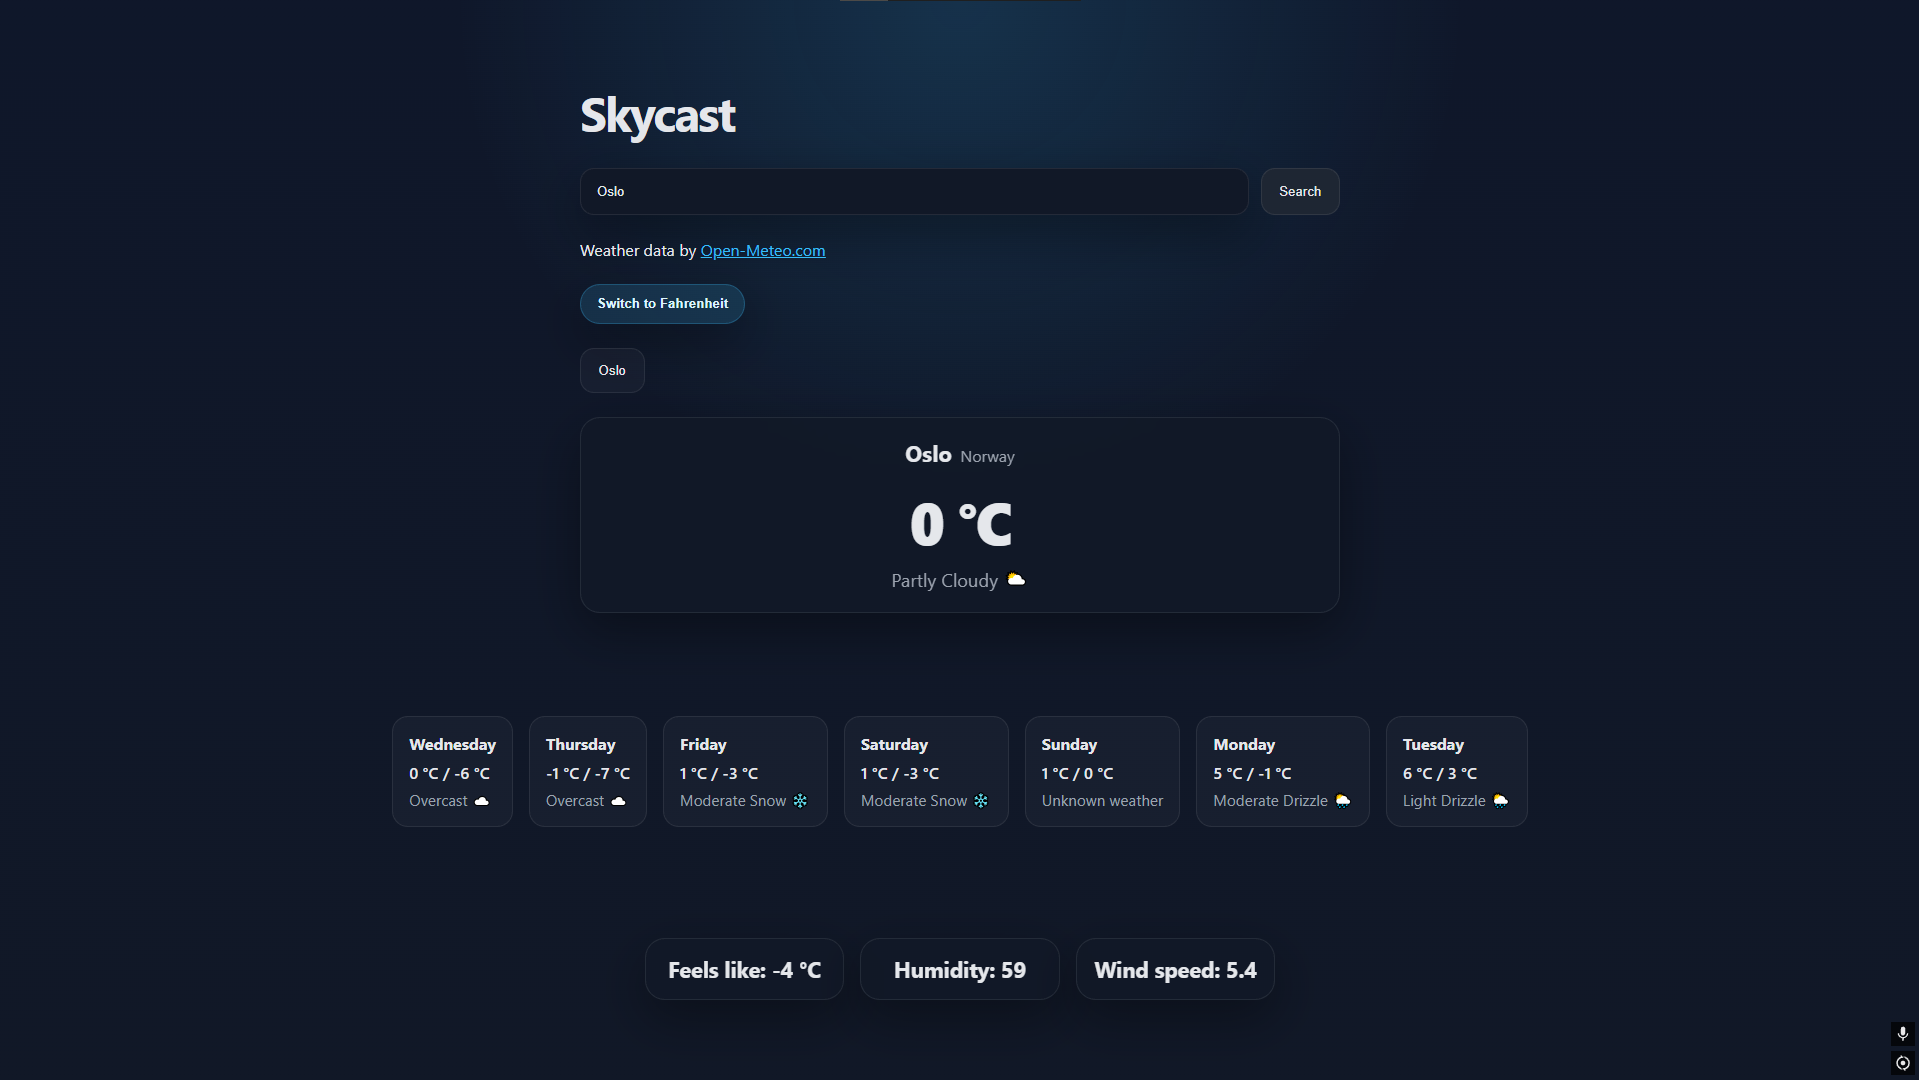 Skycast
Oslo
Search
Weather data by Open-Meteo.com
Switch to Fahrenheit
Oslo
Oslo Norway
0 °C
Partly Cloudy ⛅
Wednesday
0 °C / -6 °C
Overcast ☁️
Thursday
-1 °C / -7 °C
Overcast ☁️
Friday
1 °C / -3 °C
Moderate Snow ❄️
Saturday
1 °C / -3 °C
Moderate Snow ❄️
Sunday
1 °C / 0 °C
Unknown weather
Monday
5 °C / -1 °C
Moderate Drizzle 🌦️
Tuesday
6 °C / 3 °C
Light Drizzle 🌦️
Feels like: -4 °C
Humidity: 59
Wind speed: 5.4